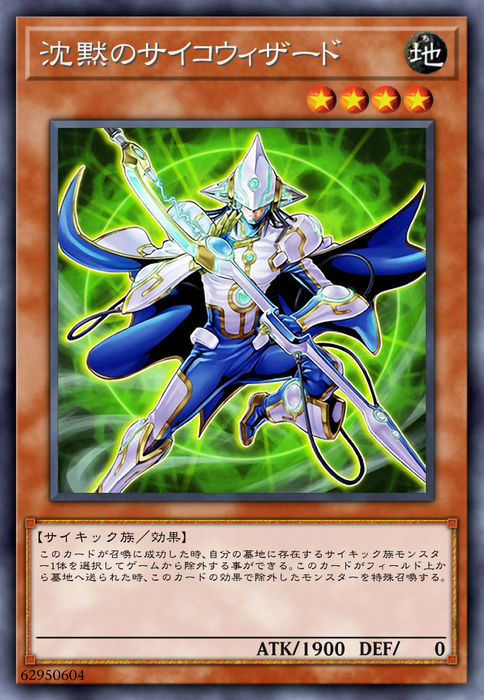 沈黙のサイコウィザード
ち
地
【サイキック族／効果】
このカードが召喚に成功した時、自分の墓地に存在するサイキック族モンスタ
ー1体を選択してゲームから除外する事ができる。このカードがフィールド上か
ら墓地へ送られた時、このカードの効果で除外したモンスターを特殊召喚する。
ATK/1900 DEF/ 0
62950604